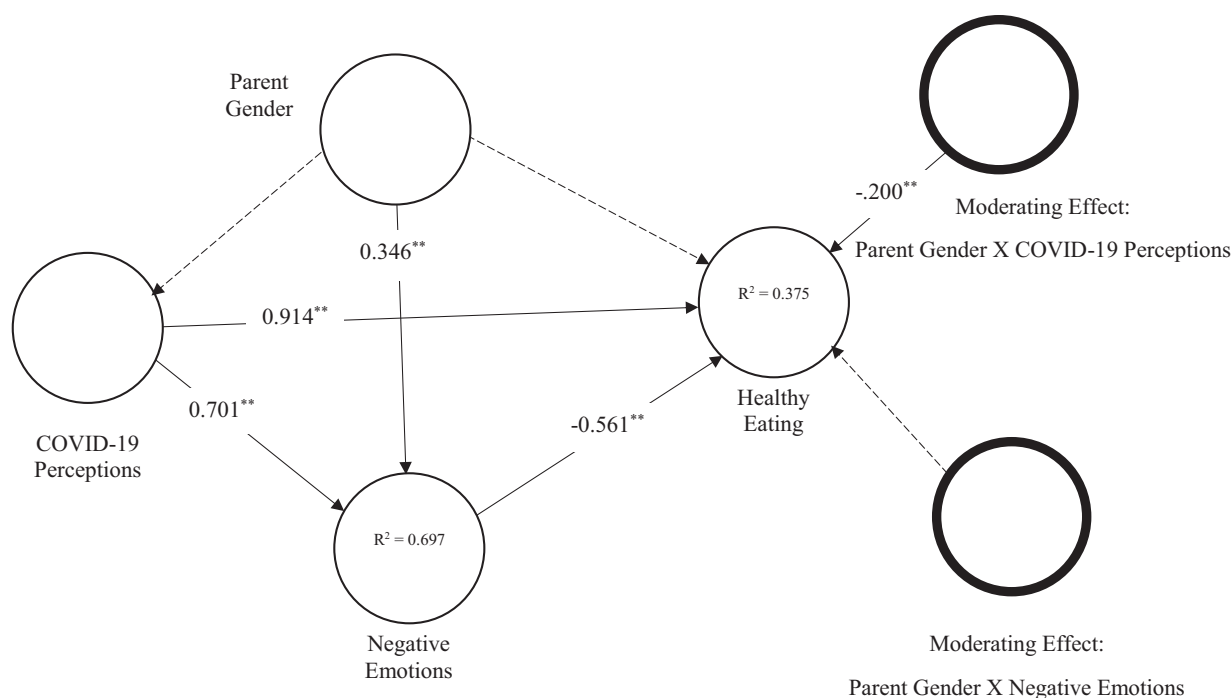 Parent
Gender
-.200**
Moderating Effect:
Parent Gender X COVID-19 Perceptions
0.346**
R² = 0.375
0.914**
Healthy
Eating
0.701**
-0.561**
COVID-19
Perceptions
R² = 0.697
Negative
Emotions
Moderating Effect:
Parent Gender X Negative Emotions